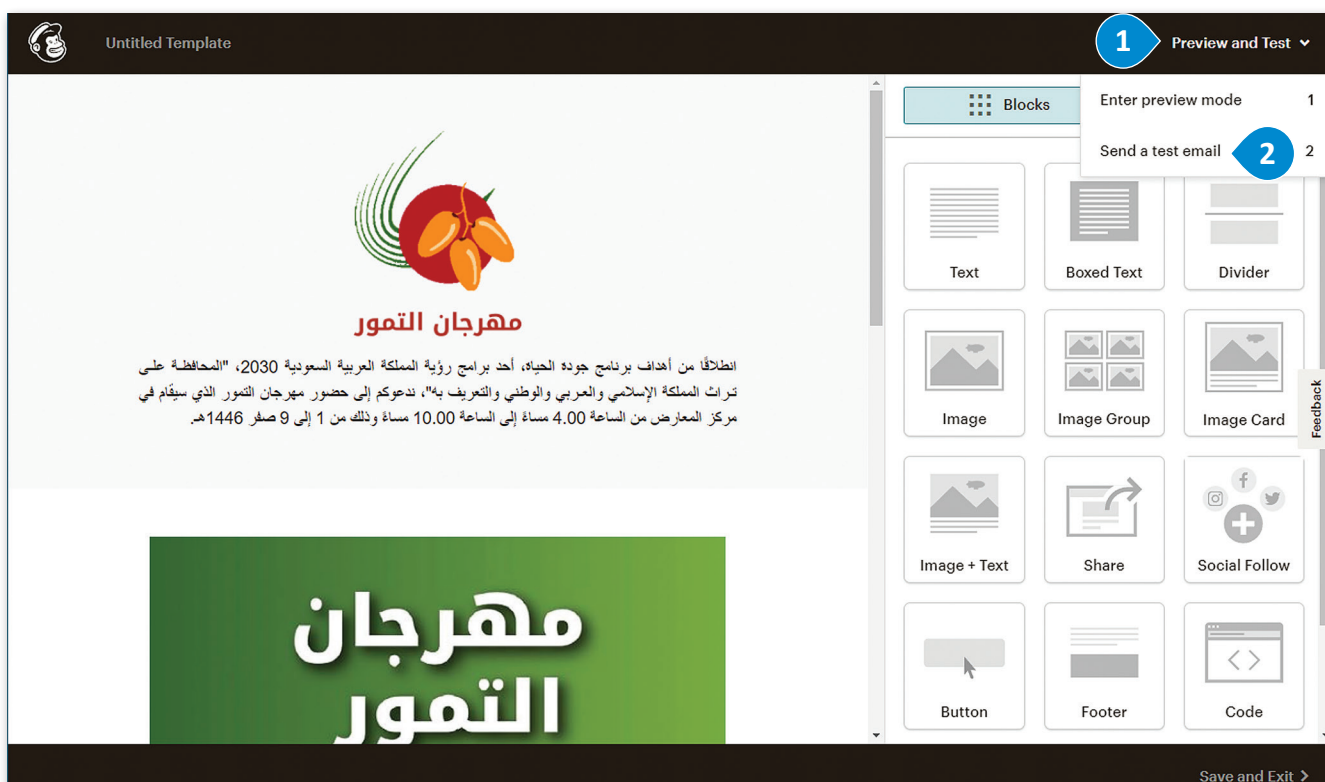 Untitled Template
1
Preview and Test
Blocks
Enter preview mode 1
Send a test email 2 2
مهرجان التمور
انطلاقًا من أهداف برنامج جودة الحياة، أحد برامج رؤية المملكة العربية السعودية 2030، "المحافظة على
تراث المملكة الإسلامي والعربي والوطني والتعريف به"، ندعوكم إلى حضور مهرجان التمور الذي سيقام في
مركز المعارض من الساعة 4.00 مساءً إلى الساعة 10.00 مساءً وذلك من 1 إلى 9 صفر 1446هـ.
مهرجان
التمور
Text
Boxed Text
Divider
Image
Image Group
Image Card
Feedback
Image + Text
Share
Social Follow
Button
Footer
Code
Save and Exit